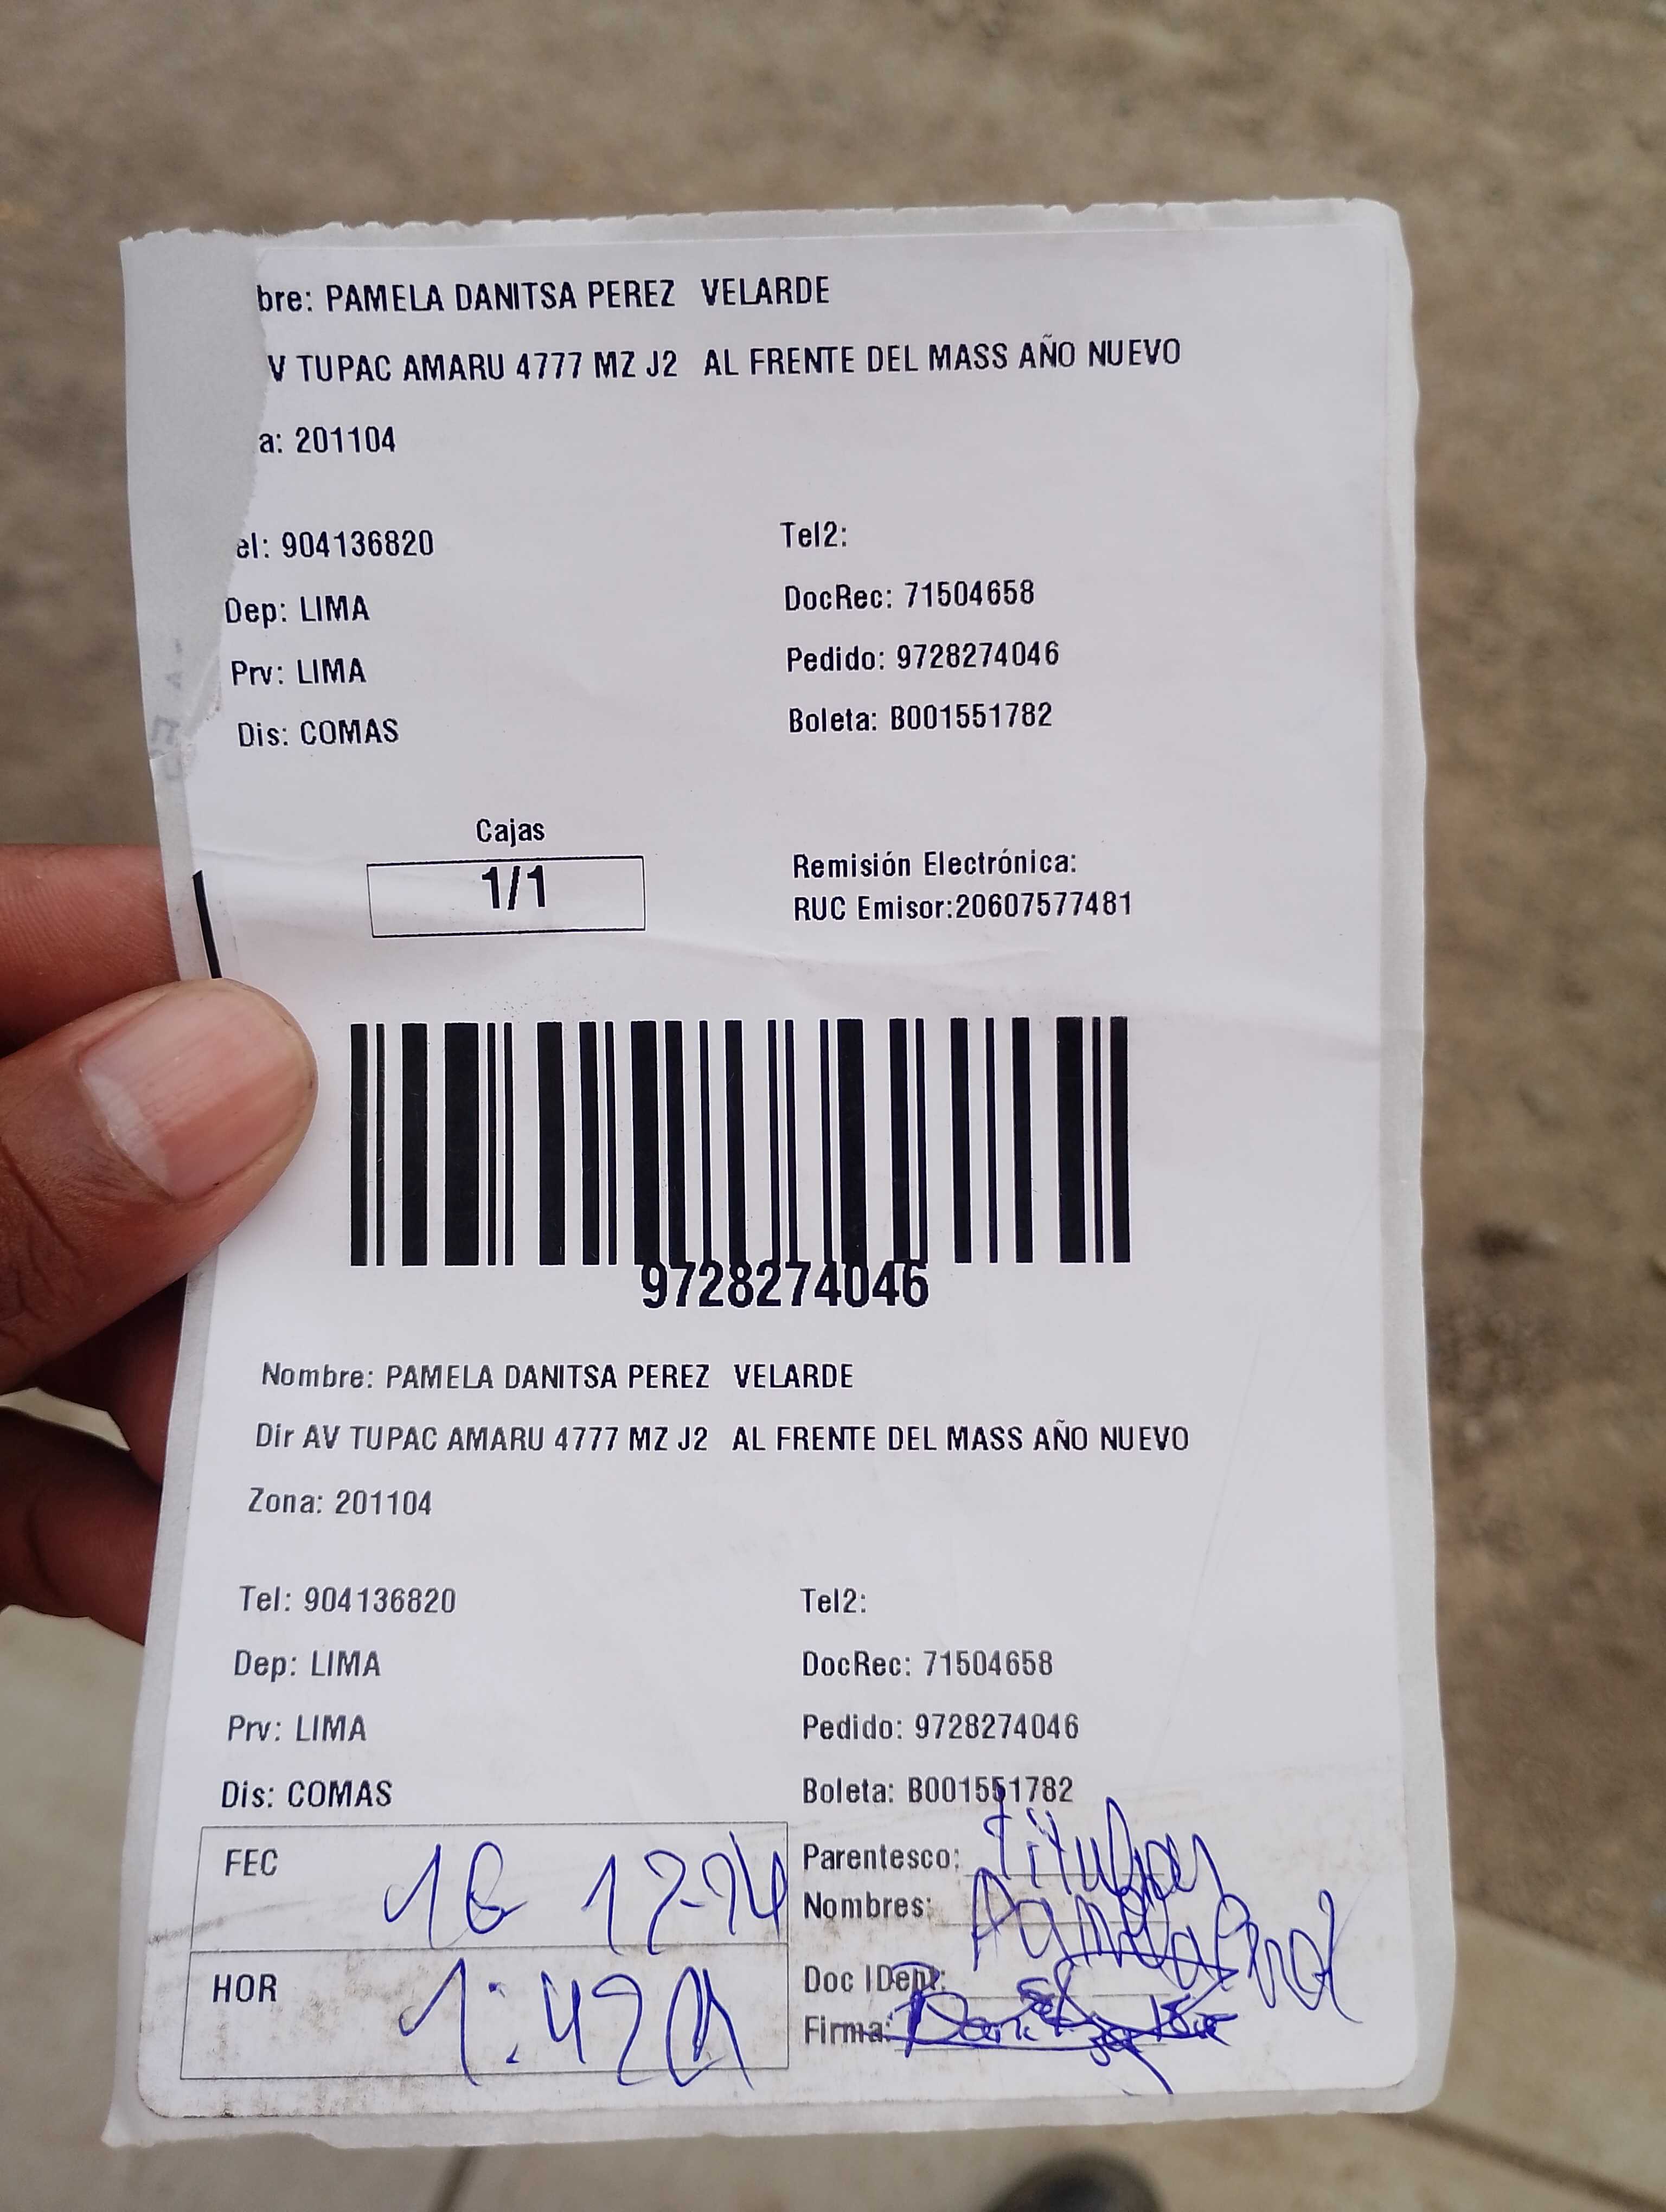 bre: PAMELA DANITSA PEREZ VELARDE
V TUPAC AMARU 4777 MZ J2 AL FRENTE DEL MASS AÑO NUEVO
a: 201104
el: 904136820 Tel2:
Dep: LIMA DocRec: 71504658
Prv: LIMA Pedido: 9728274046
Dis: COMAS Boleta: B001551782
Cajas
1/1
Remisión Electrónica:
RUC Emisor:20607577481
9728274046
Nombre: PAMELA DANITSA PEREZ VELARDE
Dir AV TUPAC AMARU 4777 MZ J2 AL FRENTE DEL MASS AÑO NUEVO
Zona: 201104
Tel: 904136820 Tel2:
Dep: LIMA DocRec: 71504658
Prv: LIMA Pedido: 9728274046
Dis: COMAS Boleta: B001551782
FEC
Parentesco: Titular
Nombres: Pamela
HOR
Doc IDent:
Firma: